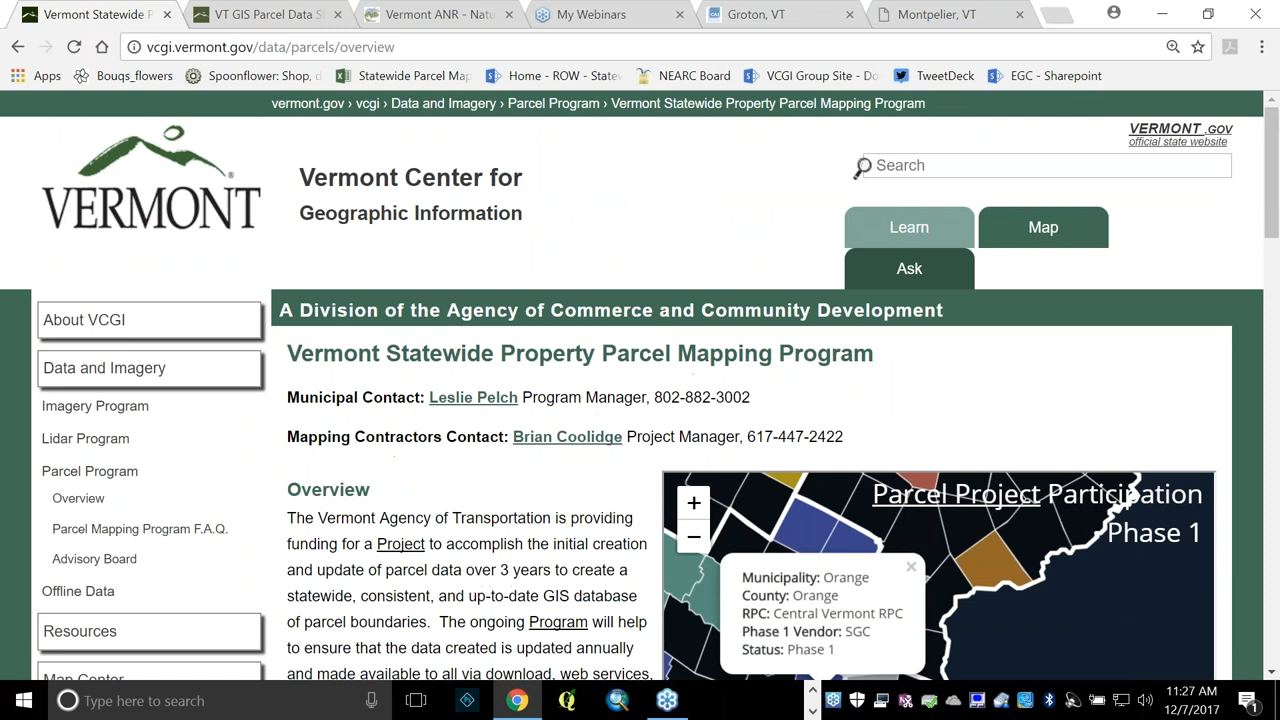 Vermont Statewide P
VT GIS Parcel Data S
Vermont ANR - Natu
My Webinars
Groton, VT
Montpelier, VT
vcgi.vermont.gov/data/parcels/overview
Apps
Bouqs_flowers
Spoonflower: Shop, d
Statewide Parcel Map
Home - ROW - Statew
NEARC Board
VCGI Group Site - Do
TweetDeck
EGC - Sharepoint
vermont.gov › vcgi › Data and Imagery › Parcel Program › Vermont Statewide Property Parcel Mapping Program
VERMONT .GOV
official state website
VERMONT
Vermont Center for
Geographic Information
Search
Learn
Map
Ask
A Division of the Agency of Commerce and Community Development
About VCGI
Data and Imagery
Imagery Program
Lidar Program
Parcel Program
Overview
Parcel Mapping Program F.A.Q.
Advisory Board
Offline Data
Resources
Map Center
Vermont Statewide Property Parcel Mapping Program
Municipal Contact: Leslie Pelch Program Manager, 802-882-3002
Mapping Contractors Contact: Brian Coolidge Project Manager, 617-447-2422
Overview
The Vermont Agency of Transportation is providing
funding for a Project to accomplish the initial creation
and update of parcel data over 3 years to create a
statewide, consistent, and up-to-date GIS database
of parcel boundaries. The ongoing Program will help
to ensure that the data created is updated annually
and made available to all via download, web services,
+
−
Parcel Project Participation
Phase 1
Municipality: Orange
County: Orange
RPC: Central Vermont RPC
Phase 1 Vendor: SGC
Status: Phase 1
Type here to search
11:27 AM
12/7/2017